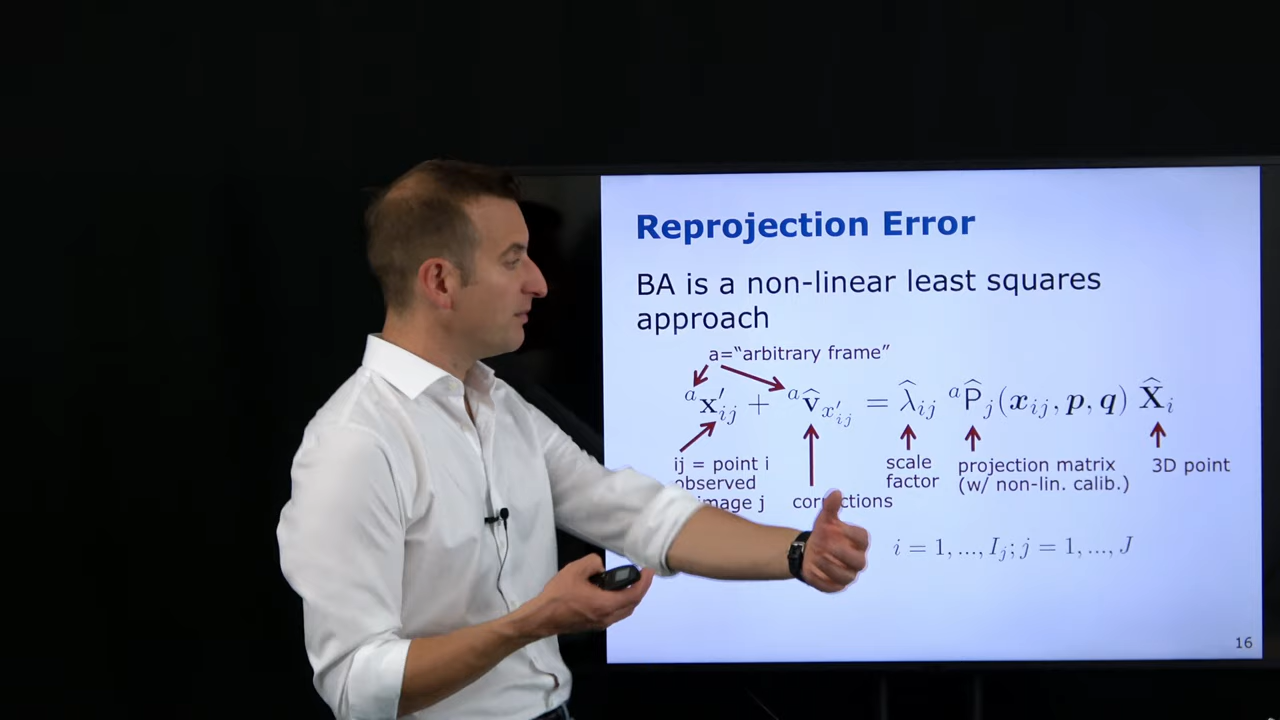 Reprojection Error
BA is a non-linear least squares
approach
a=“arbitrary frame”
ᵃx′ᵢⱼ + ᵃv̂ₓ′ᵢⱼ = λ̂ᵢⱼ ᵃP̂ⱼ(xᵢⱼ, p, q) X̂ᵢ
ij = point i
observed
image j
corrections
scale
factor
projection matrix
(w/ non-lin. calib.)
3D point
i = 1, ..., Iⱼ; j = 1, ..., J
16